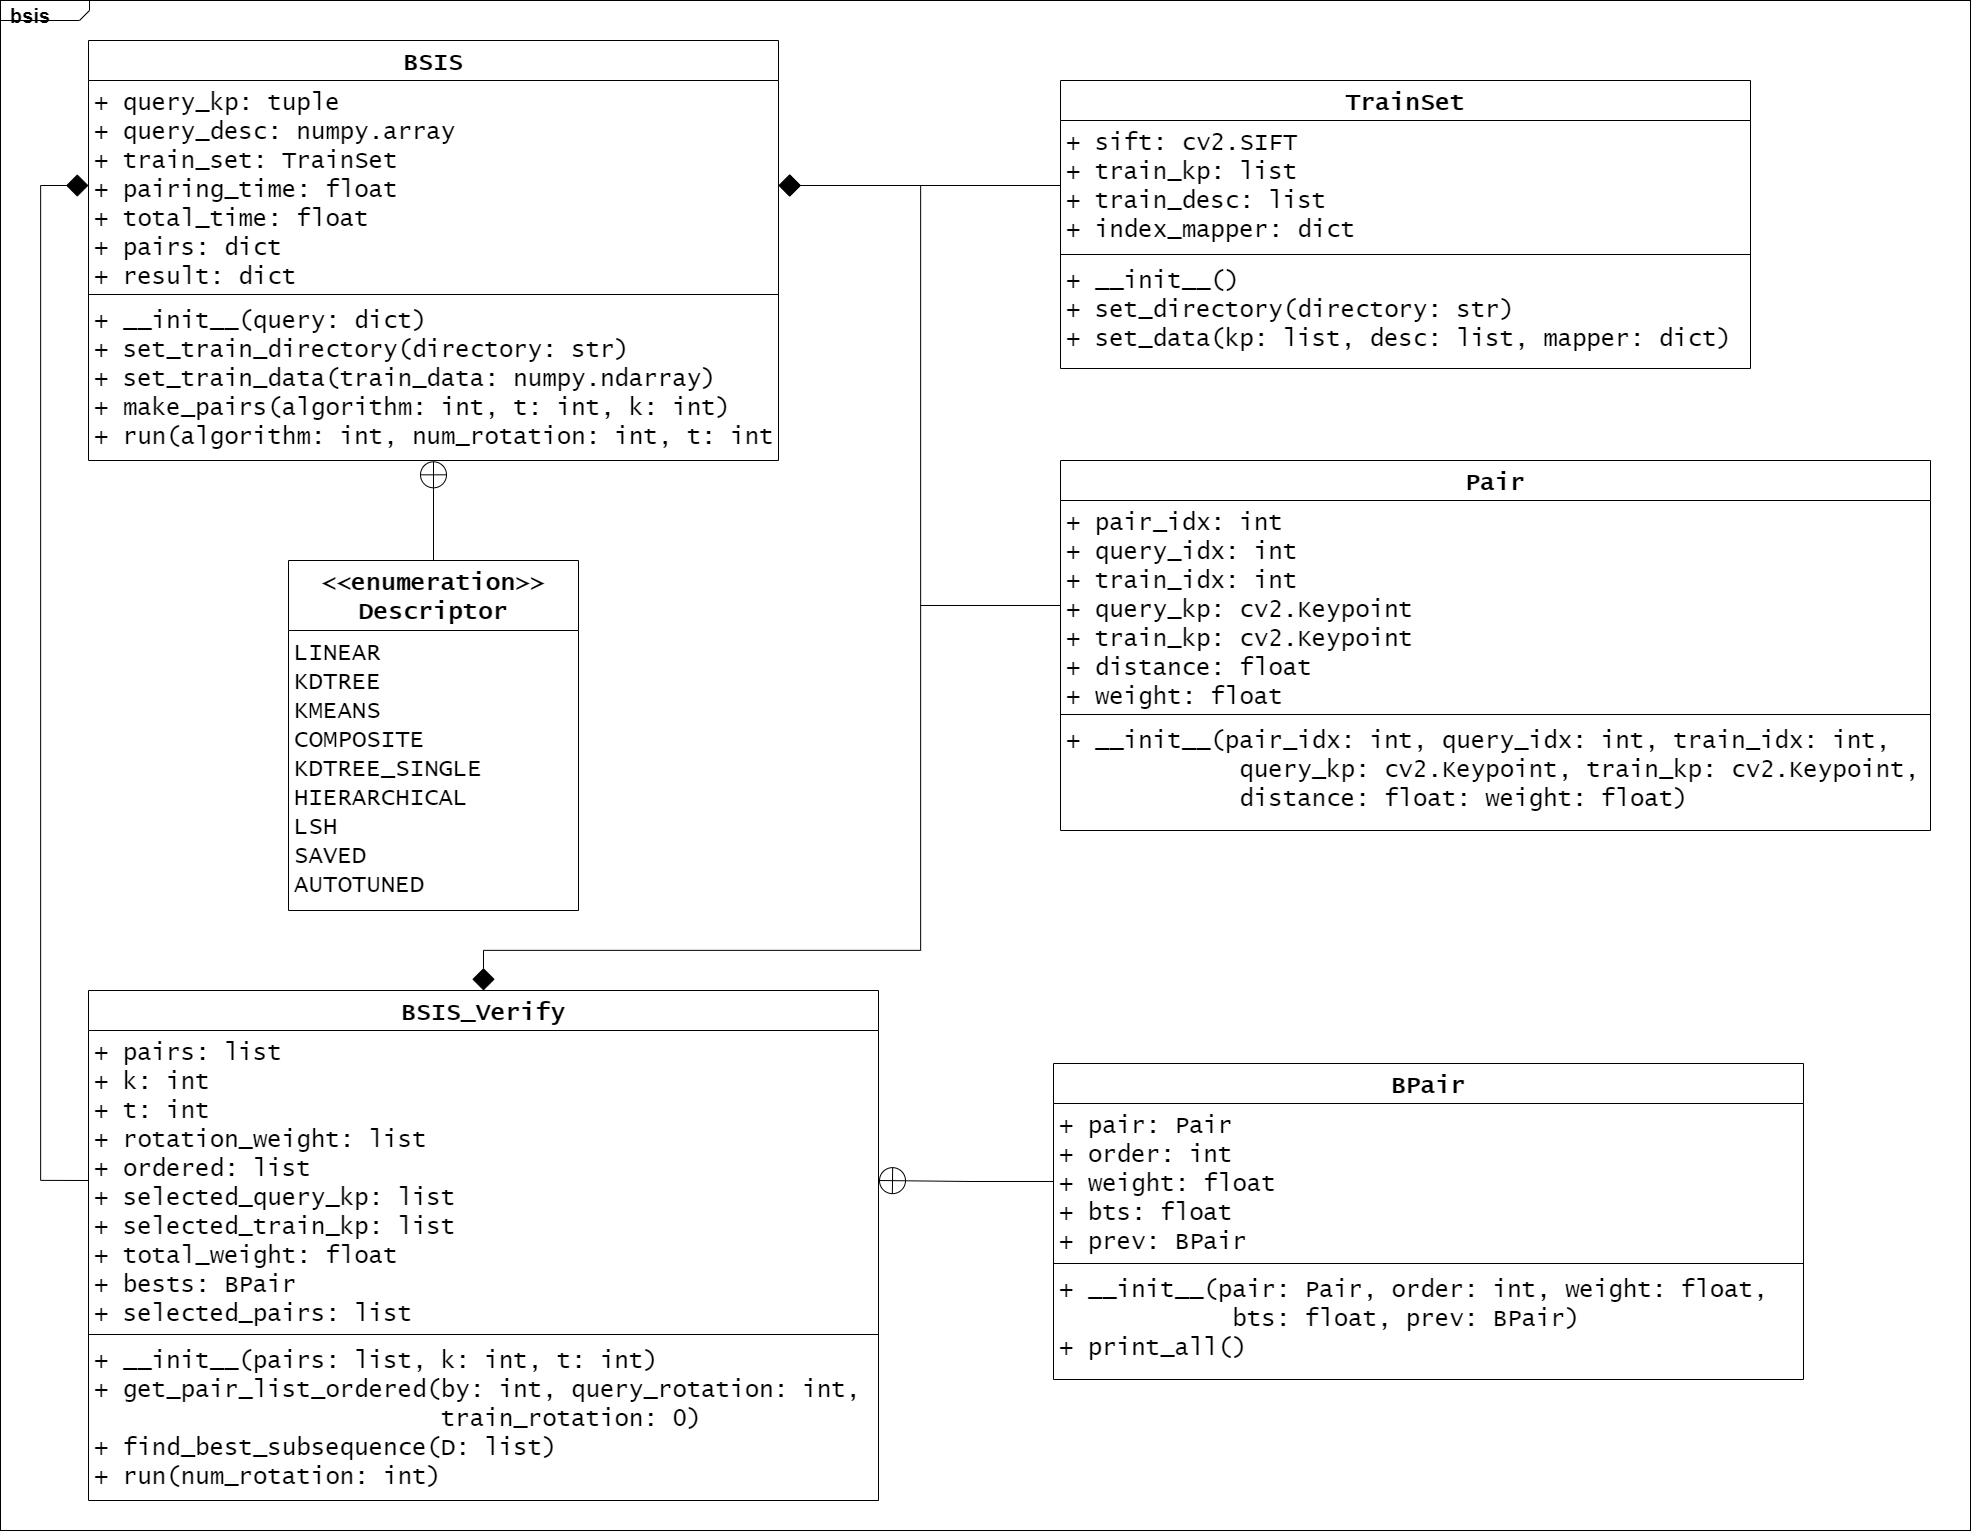 bsis
BSIS
+ query_kp: tuple
+ query_desc: numpy.array
+ train_set: TrainSet
+ pairing_time: float
+ total_time: float
+ pairs: dict
+ result: dict
+ __init__(query: dict)
+ set_train_directory(directory: str)
+ set_train_data(train_data: numpy.ndarray)
+ make_pairs(algorithm: int, t: int, k: int)
+ run(algorithm: int, num_rotation: int, t: int
TrainSet
+ sift: cv2.SIFT
+ train_kp: list
+ train_desc: list
+ index_mapper: dict
+ __init__()
+ set_directory(directory: str)
+ set_data(kp: list, desc: list, mapper: dict)
Pair
+ pair_idx: int
+ query_idx: int
+ train_idx: int
+ query_kp: cv2.Keypoint
+ train_kp: cv2.Keypoint
+ distance: float
+ weight: float
+ __init__(pair_idx: int, query_idx: int, train_idx: int,
query_kp: cv2.Keypoint, train_kp: cv2.Keypoint,
distance: float: weight: float)
<<enumeration>>
Descriptor
LINEAR
KDTREE
KMEANS
COMPOSITE
KDTREE_SINGLE
HIERARCHICAL
LSH
SAVED
AUTOTUNED
BSIS_Verify
+ pairs: list
+ k: int
+ t: int
+ rotation_weight: list
+ ordered: list
+ selected_query_kp: list
+ selected_train_kp: list
+ total_weight: float
+ bests: BPair
+ selected_pairs: list
+ __init__(pairs: list, k: int, t: int)
+ get_pair_list_ordered(by: int, query_rotation: int,
train_rotation: 0)
+ find_best_subsequence(D: list)
+ run(num_rotation: int)
BPair
+ pair: Pair
+ order: int
+ weight: float
+ bts: float
+ prev: BPair
+ __init__(pair: Pair, order: int, weight: float,
bts: float, prev: BPair)
+ print_all()